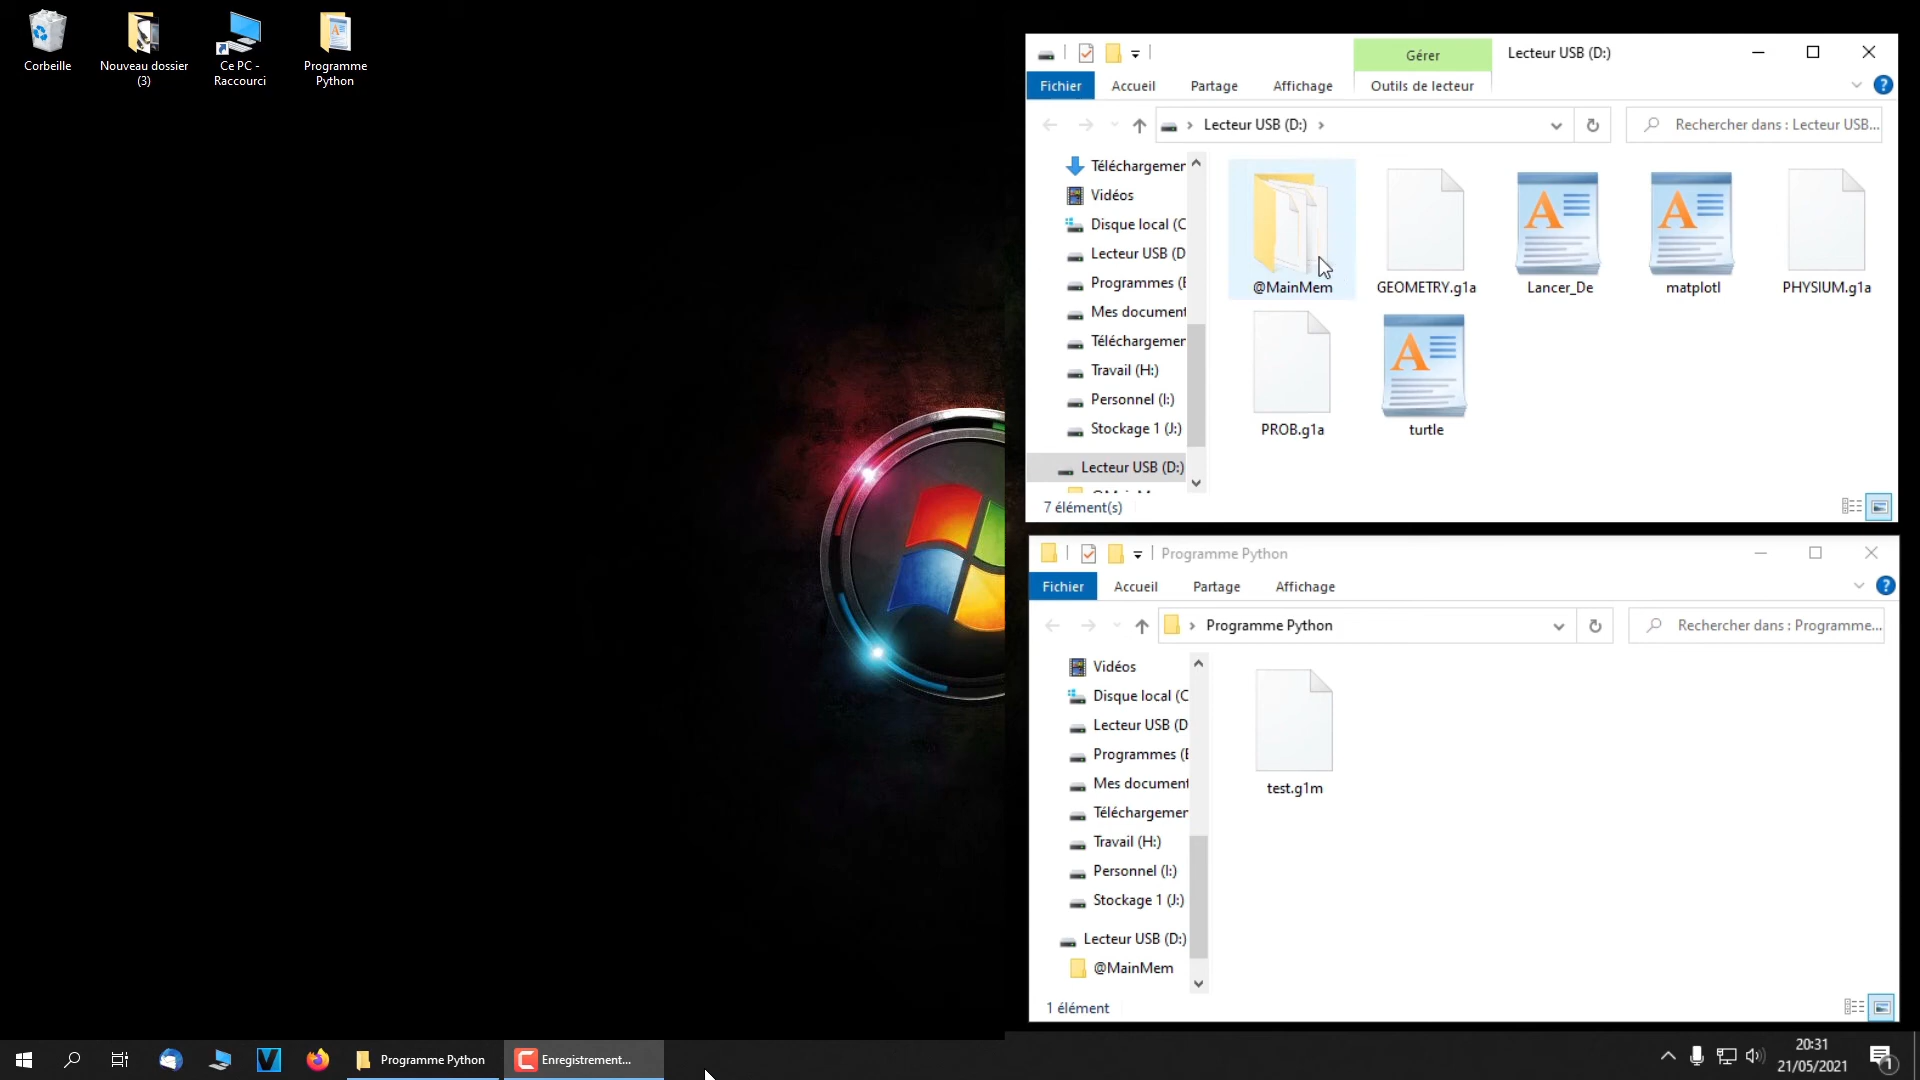 Corbeille
Nouveau dossier
(3)
Ce PC -
Raccourci
Programme
Python
Gérer
Lecteur USB (D:)
Fichier
Accueil
Partage
Affichage
Outils de lecteur
Lecteur USB (D:)
Rechercher dans : Lecteur USB...
Téléchargemer
Vidéos
Disque local (C
Lecteur USB (D
Programmes (E
Mes document
Téléchargemer
Travail (H:)
Personnel (I:)
Stockage 1 (J:)
Lecteur USB (D:)
@MainMem
GEOMETRY.g1a
Lancer_De
matplotl
PHYSIUM.g1a
PROB.g1a
turtle
7 élément(s)
Programme Python
Fichier
Accueil
Partage
Affichage
Programme Python
Rechercher dans : Programme...
Vidéos
Disque local (C
Lecteur USB (D
Programmes (E
Mes document
Téléchargemer
Travail (H:)
Personnel (I:)
Stockage 1 (J:)
Lecteur USB (D:)
@MainMem
test.g1m
1 élément
Programme Python
Enregistrement...
20:31
21/05/2021
1